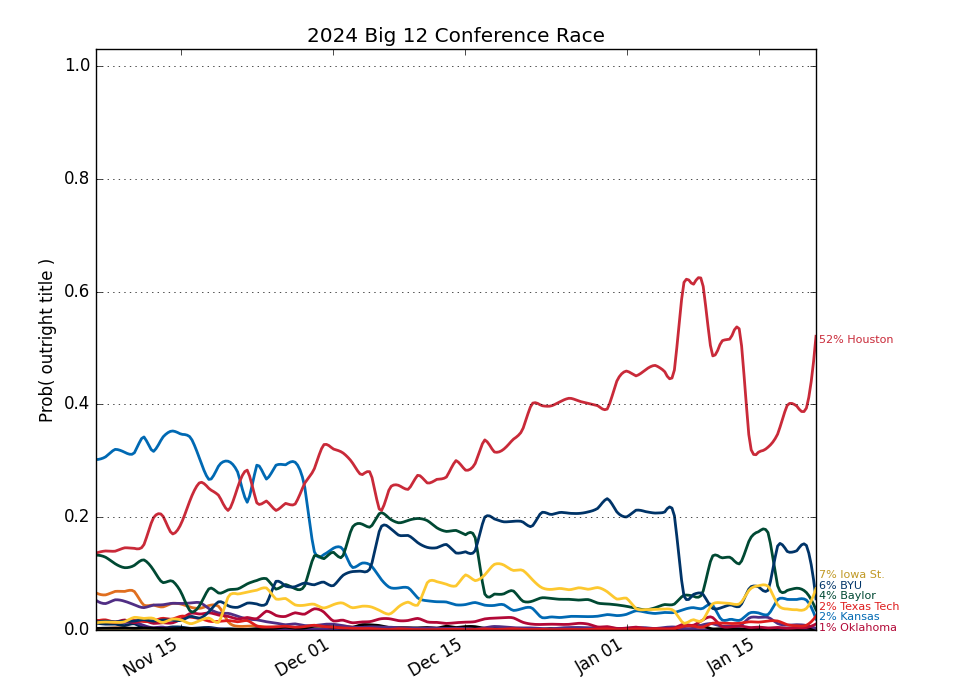 2024 Big 12 Conference Race
Prob( outright title )
1.0
0.8
0.6
0.4
0.2
0.0
Nov 15
Dec 01
Dec 15
Jan 01
Jan 15
52% Houston
7% Iowa St.
6% BYU
4% Baylor
2% Texas Tech
2% Kansas
1% Oklahoma